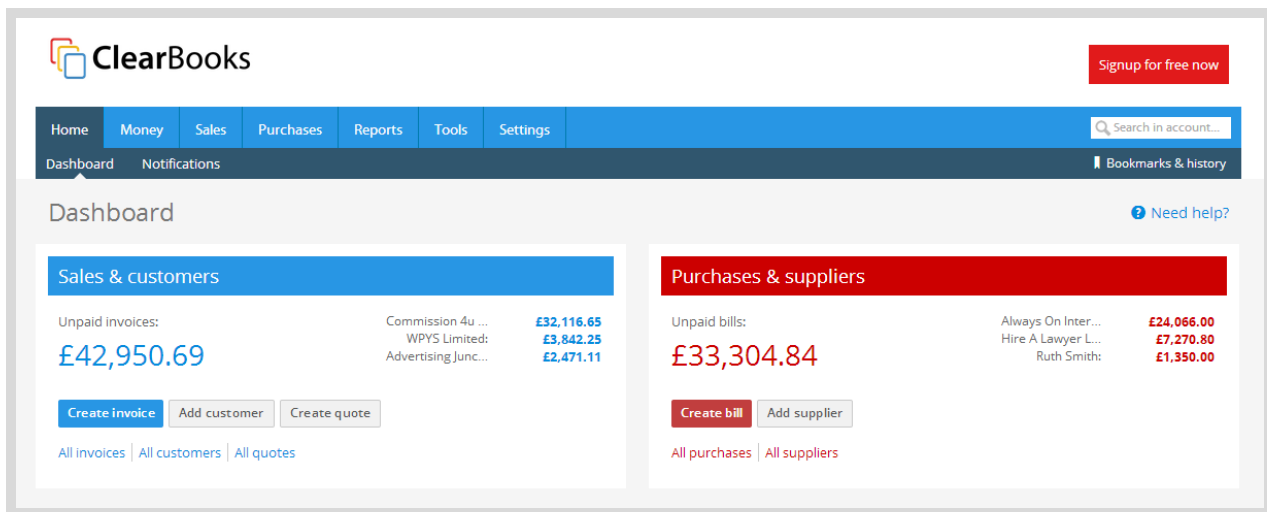 ClearBooks
Signup for free now
Home Money Sales Purchases Reports Tools Settings
Search in account...
Dashboard Notifications
Bookmarks & history
Dashboard
Need help?
Sales & customers
Unpaid invoices:
£42,950.69
Commission 4u ... £32,116.65
WPYS Limited: £3,842.25
Advertising Junc... £2,471.11
Create invoice Add customer Create quote
All invoices All customers All quotes
Purchases & suppliers
Unpaid bills:
£33,304.84
Always On Inter... £24,066.00
Hire A Lawyer L... £7,270.80
Ruth Smith: £1,350.00
Create bill Add supplier
All purchases All suppliers